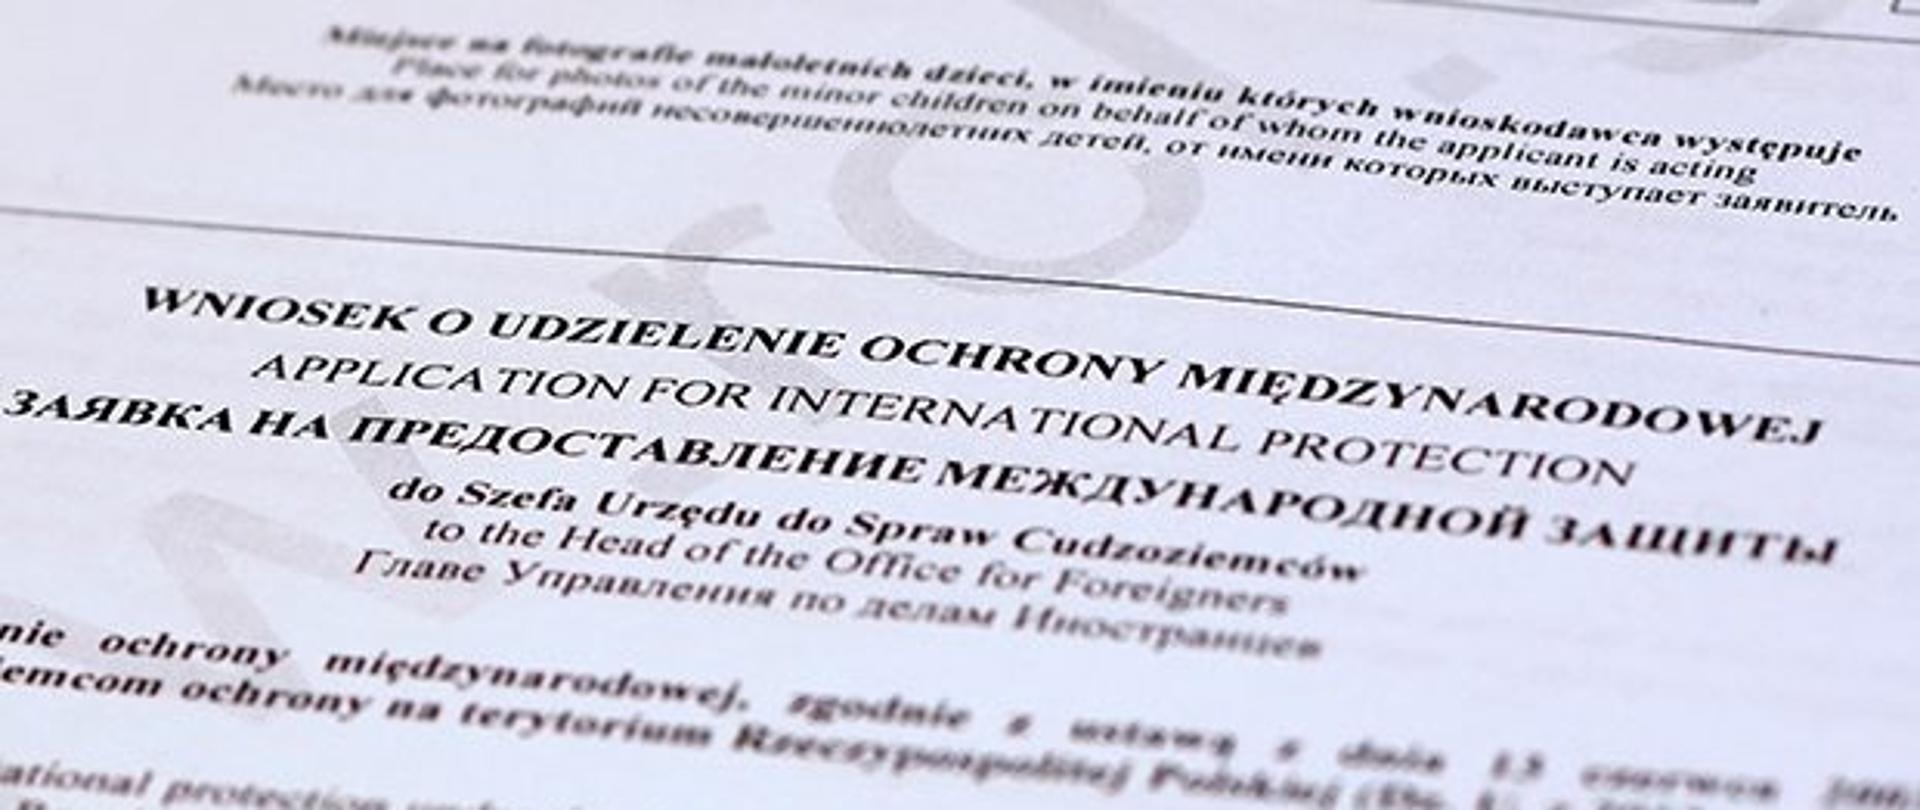 Miejsce na fotografie małoletnich dzieci, w imieniu których wnioskodawca występuje
Place for photos of the minor children on behalf of whom the applicant is acting
Место для фотографий несовершеннолетних детей, от имени которых выступает заявитель
WNIOSEK O UDZIELENIE OCHRONY MIĘDZYNARODOWEJ
APPLICATION FOR INTERNATIONAL PROTECTION
ЗАЯВКА НА ПРЕДОСТАВЛЕНИЕ МЕЖДУНАРОДНОЙ ЗАЩИТЫ
do Szefa Urzędu do Spraw Cudzoziemców
to the Head of the Office for Foreigners
Главе Управления по делам Иностранцев
nie ochrony międzynarodowej, zgodnie z ustawą z dnia 13 czerwca
iemcom ochrony na terytorium Rzeczypospolitej Polskiej
ational protection